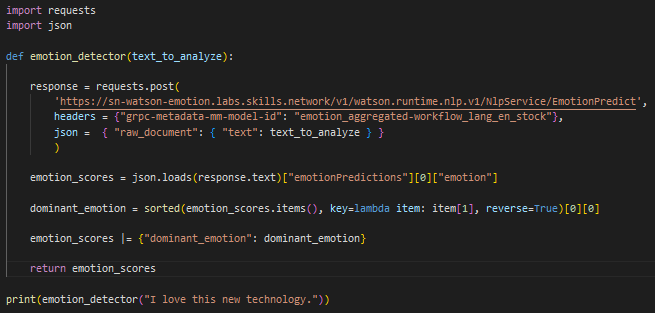 import requests
import json
def emotion_detector(text_to_analyze):
response = requests.post(
'https://sn-watson-emotion.labs.skills.network/v1/watson.runtime.nlp.v1/NlpService/EmotionPredict',
headers = {"grpc-metadata-mm-model-id": "emotion_aggregated-workflow_lang_en_stock"},
json =  { "raw_document": { "text": text_to_analyze } }
)
emotion_scores = json.loads(response.text)["emotionPredictions"][0]["emotion"]
dominant_emotion = sorted(emotion_scores.items(), key=lambda item: item[1], reverse=True)[0][0]
emotion_scores |= {"dominant_emotion": dominant_emotion}
return emotion_scores
print(emotion_detector("I love this new technology."))